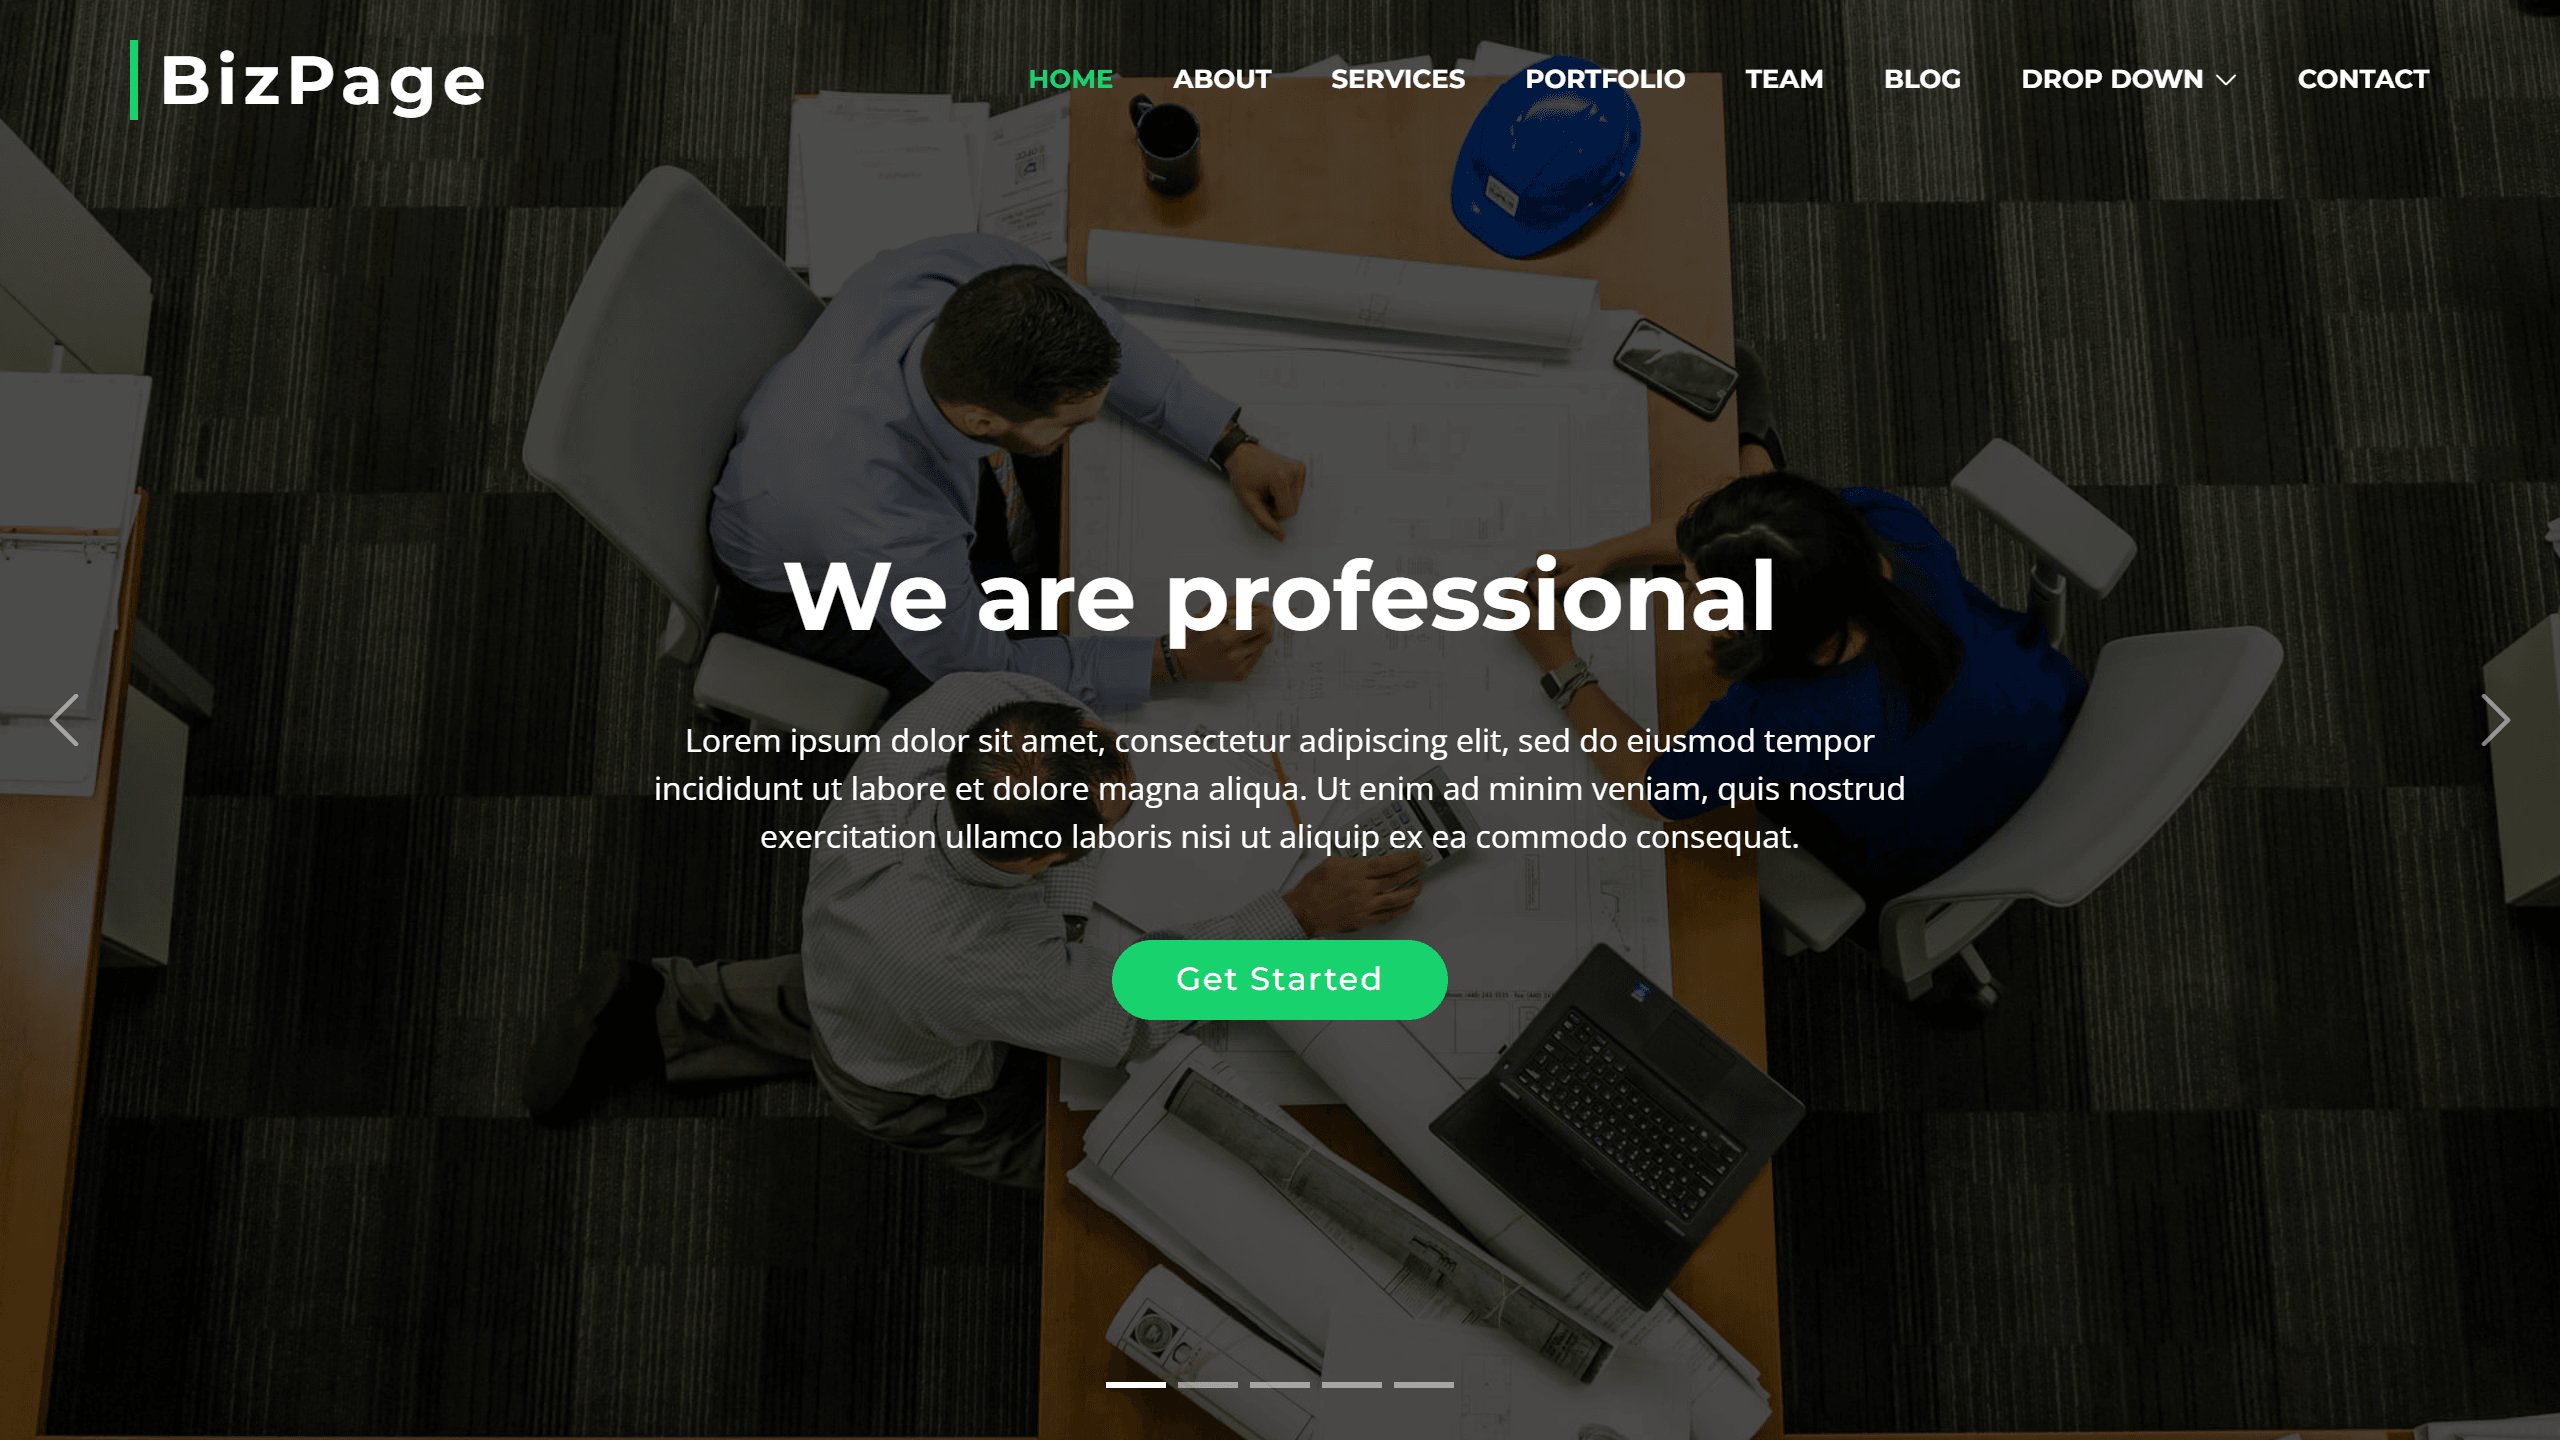 BizPage
HOME ABOUT SERVICES PORTFOLIO TEAM BLOG DROP DOWN CONTACT
We are professional
Lorem ipsum dolor sit amet, consectetur adipiscing elit, sed do eiusmod tempor
incididunt ut labore et dolore magna aliqua. Ut enim ad minim veniam, quis nostrud
exercitation ullamco laboris nisi ut aliquip ex ea commodo consequat.
Get Started